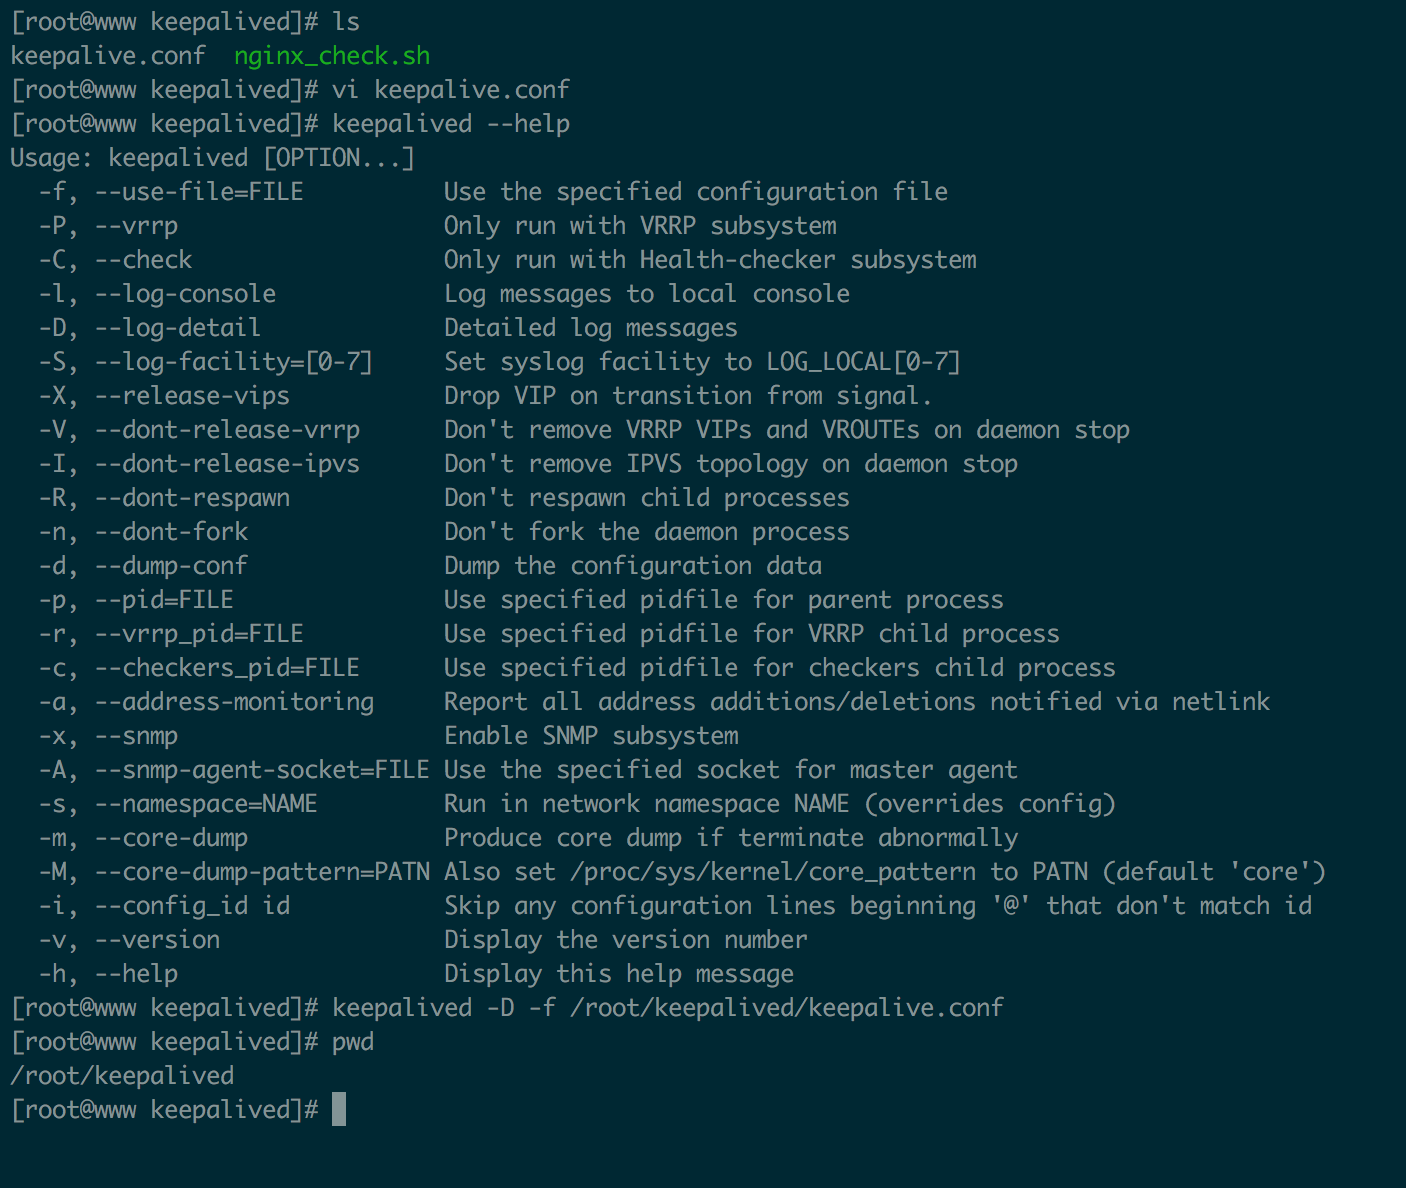 [root@www keepalived]# ls
keepalive.conf  nginx_check.sh
[root@www keepalived]# vi keepalive.conf
[root@www keepalived]# keepalived --help
Usage: keepalived [OPTION...]
  -f, --use-file=FILE          Use the specified configuration file
  -P, --vrrp                   Only run with VRRP subsystem
  -C, --check                  Only run with Health-checker subsystem
  -l, --log-console            Log messages to local console
  -D, --log-detail             Detailed log messages
  -S, --log-facility=[0-7]     Set syslog facility to LOG_LOCAL[0-7]
  -X, --release-vips           Drop VIP on transition from signal.
  -V, --dont-release-vrrp      Don't remove VRRP VIPs and VROUTEs on daemon stop
  -I, --dont-release-ipvs      Don't remove IPVS topology on daemon stop
  -R, --dont-respawn           Don't respawn child processes
  -n, --dont-fork              Don't fork the daemon process
  -d, --dump-conf              Dump the configuration data
  -p, --pid=FILE               Use specified pidfile for parent process
  -r, --vrrp_pid=FILE          Use specified pidfile for VRRP child process
  -c, --checkers_pid=FILE      Use specified pidfile for checkers child process
  -a, --address-monitoring     Report all address additions/deletions notified via netlink
  -x, --snmp                   Enable SNMP subsystem
  -A, --snmp-agent-socket=FILE Use the specified socket for master agent
  -s, --namespace=NAME         Run in network namespace NAME (overrides config)
  -m, --core-dump              Produce core dump if terminate abnormally
  -M, --core-dump-pattern=PATN Also set /proc/sys/kernel/core_pattern to PATN (default 'core')
  -i, --config_id id           Skip any configuration lines beginning '@' that don't match id
  -v, --version                Display the version number
  -h, --help                   Display this help message
[root@www keepalived]# keepalived -D -f /root/keepalived/keepalive.conf
[root@www keepalived]# pwd
/root/keepalived
[root@www keepalived]#